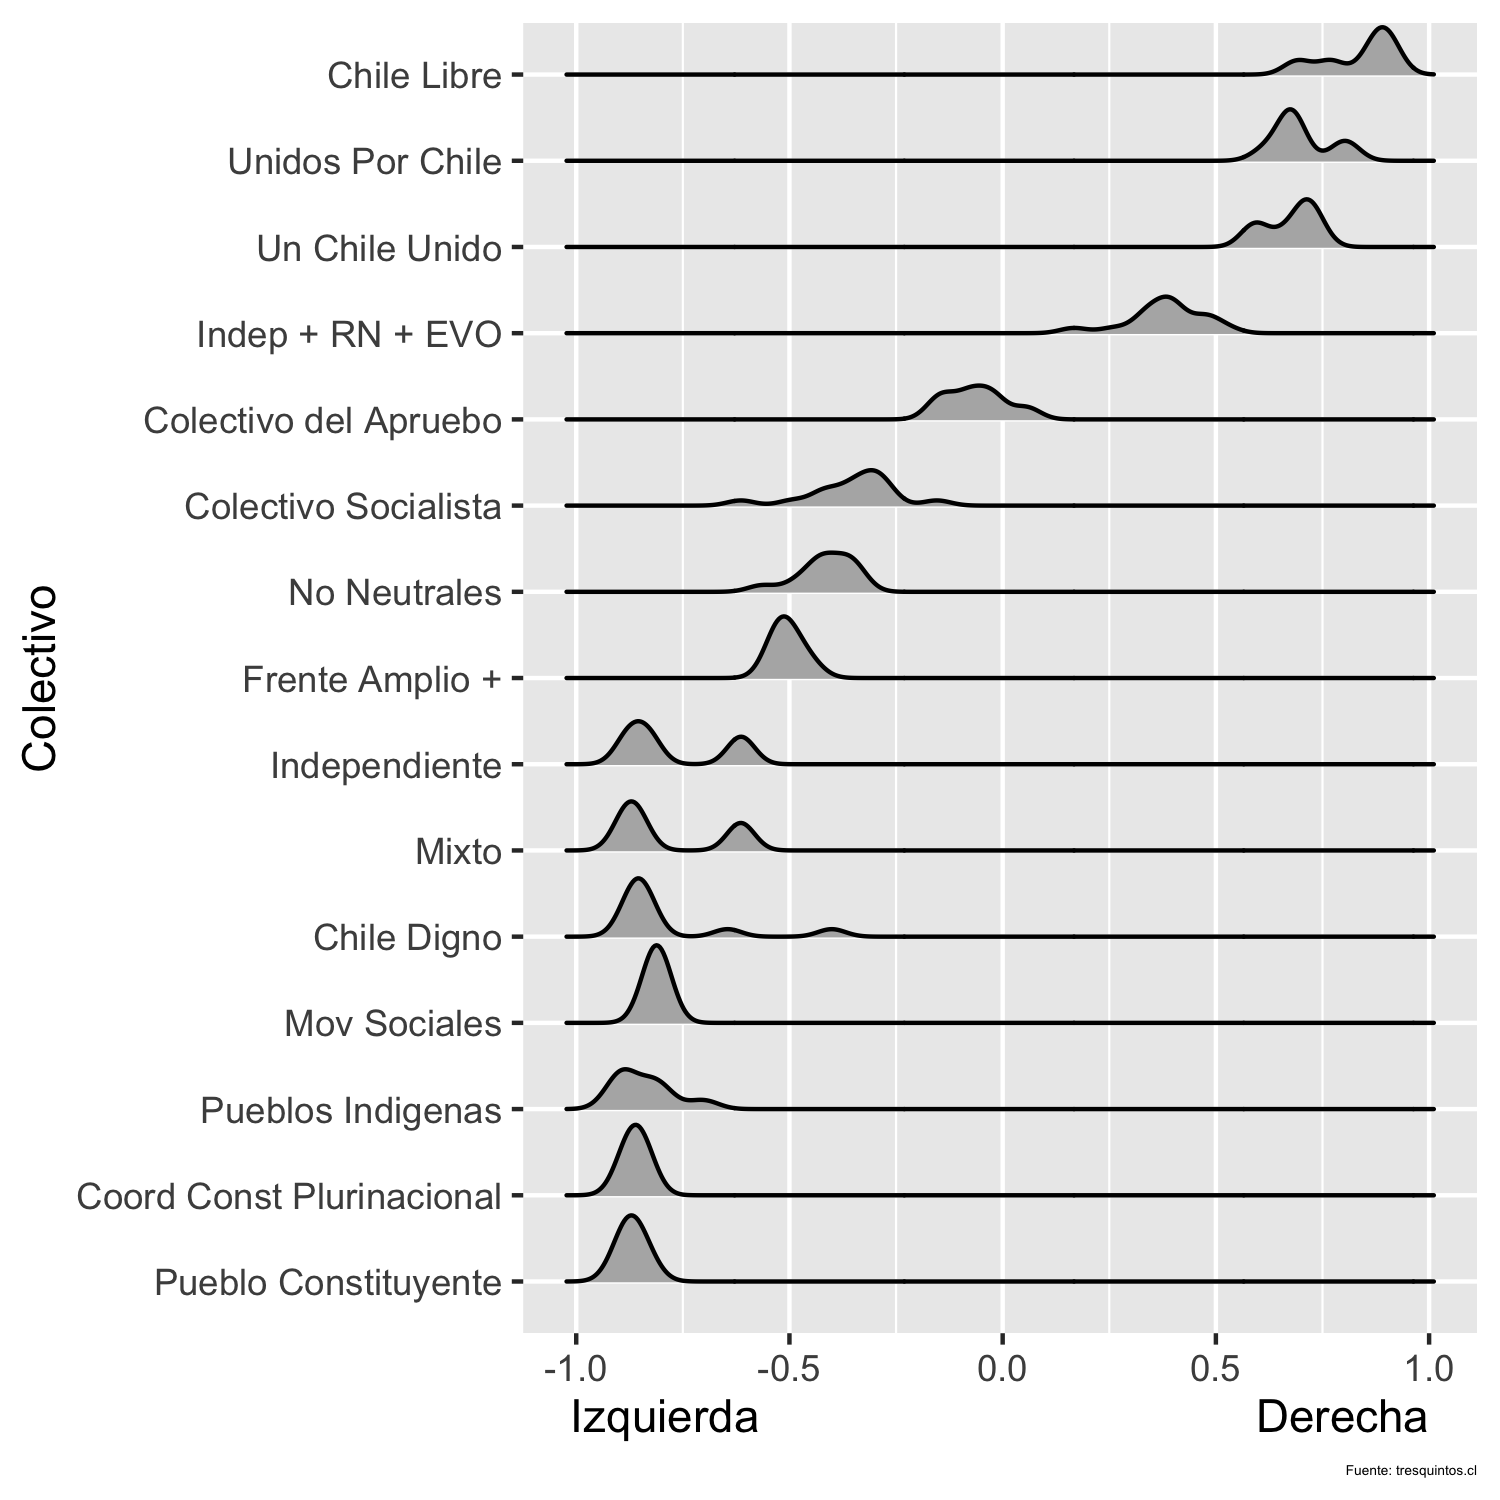 Chile Libre
Unidos Por Chile
Un Chile Unido
Indep + RN + EVO
Colectivo del Apruebo
Colectivo Socialista
No Neutrales
Frente Amplio +
Independiente
Mixto
Chile Digno
Mov Sociales
Pueblos Indigenas
Coord Const Plurinacional
Pueblo Constituyente
Colectivo
-1.0 -0.5 0.0 0.5 1.0
Izquierda Derecha
Fuente: tresquintos.cl